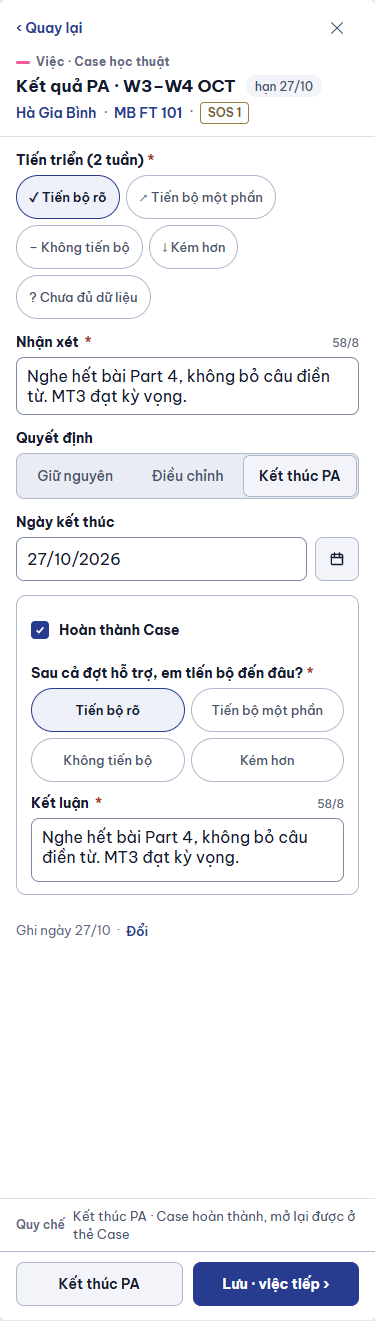 ‹ Quay lại
Việc · Case học thuật
Kết quả PA · W3–W4 OCT hạn 27/10
Hà Gia Bình · MB FT 101 · SOS 1
Tiến triển (2 tuần) *
✓ Tiến bộ rõ ↗ Tiến bộ một phần
– Không tiến bộ ↓ Kém hơn
? Chưa đủ dữ liệu
Nhận xét * 58/8
Nghe hết bài Part 4, không bỏ câu điền
từ. MT3 đạt kỳ vọng.
Quyết định
Giữ nguyên Điều chỉnh Kết thúc PA
Ngày kết thúc
27/10/2026
Hoàn thành Case
Sau cả đợt hỗ trợ, em tiến bộ đến đâu? *
Tiến bộ rõ Tiến bộ một phần
Không tiến bộ Kém hơn
Kết luận * 58/8
Nghe hết bài Part 4, không bỏ câu
điền từ. MT3 đạt kỳ vọng.
Ghi ngày 27/10 · Đổi
Quy chế Kết thúc PA · Case hoàn thành, mở lại được ở
thẻ Case
Kết thúc PA Lưu · việc tiếp ›